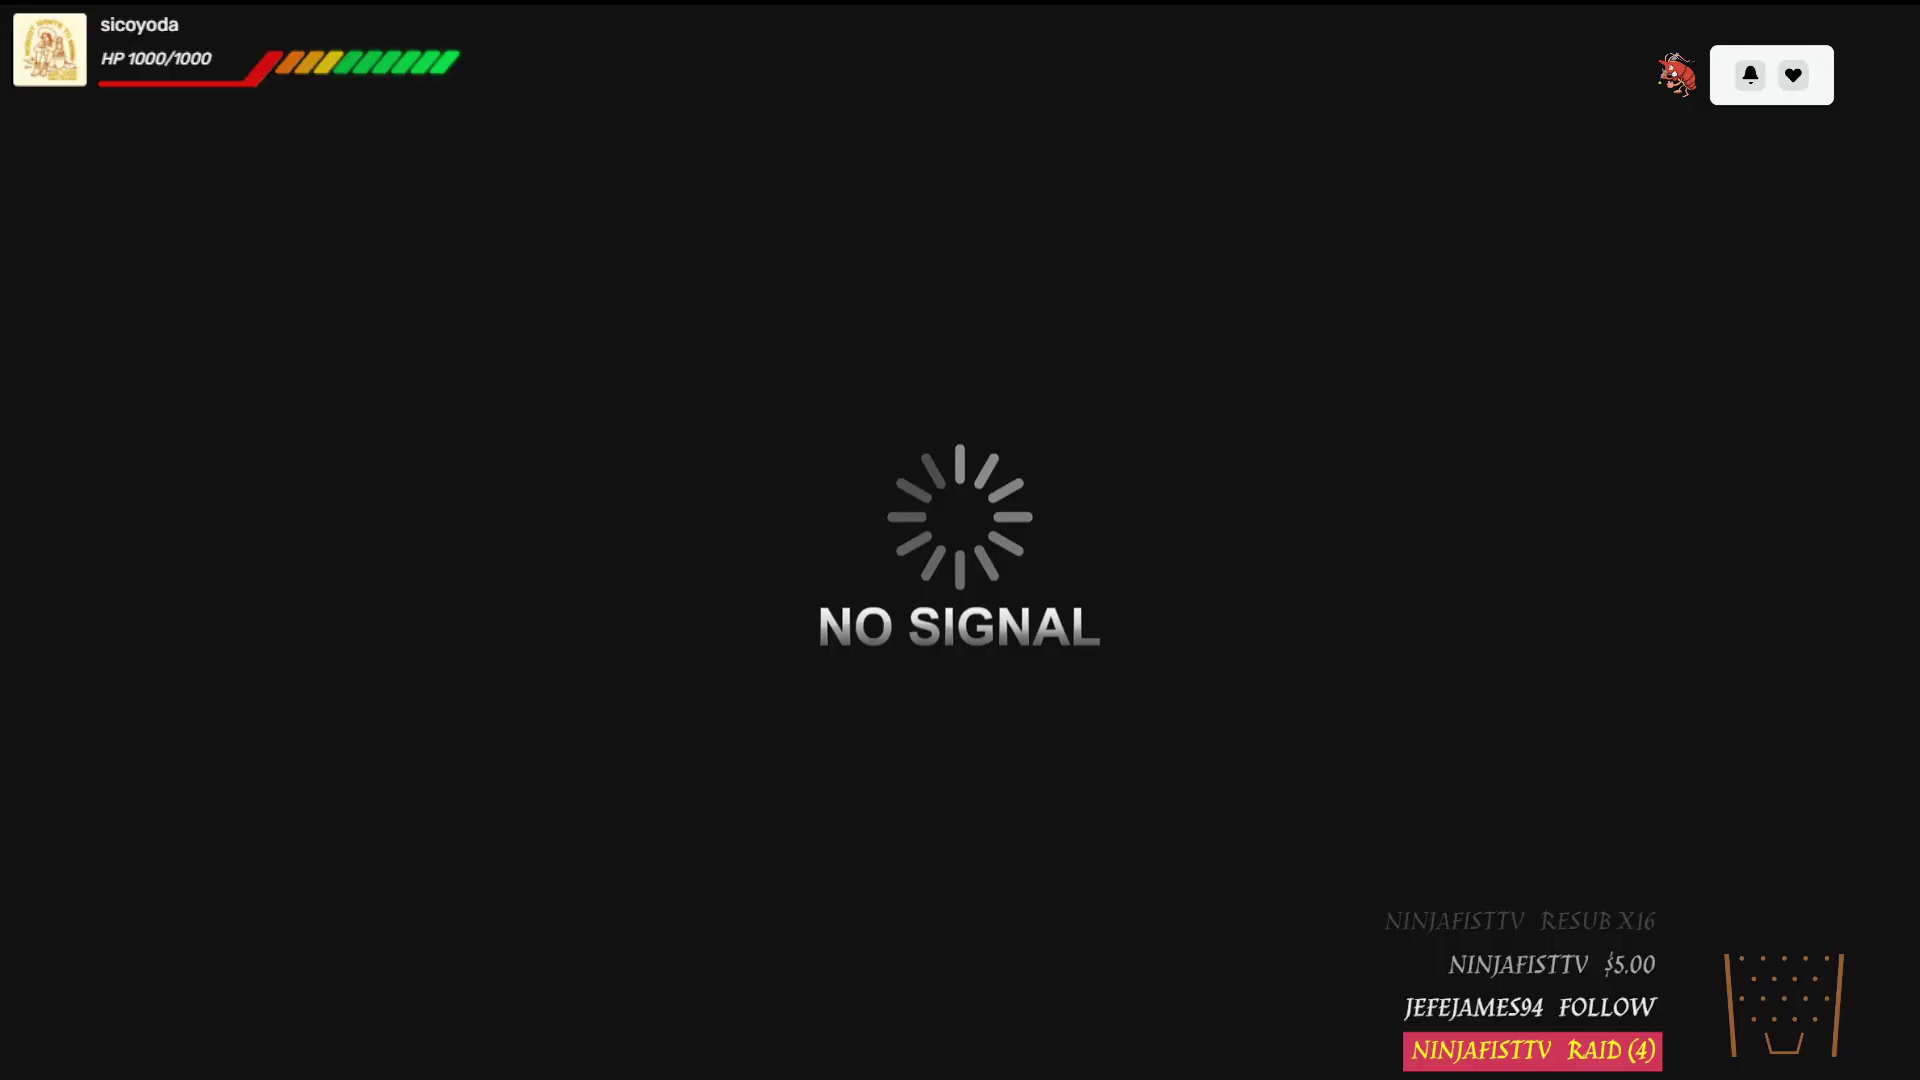 sicoyoda
HP 1000/1000
NO SIGNAL
NINJAFISTTV RESUB X16
NINJAFISTTV $5.00
JEFEJAMES94 FOLLOW
NINJAFISTTV RAID (4)